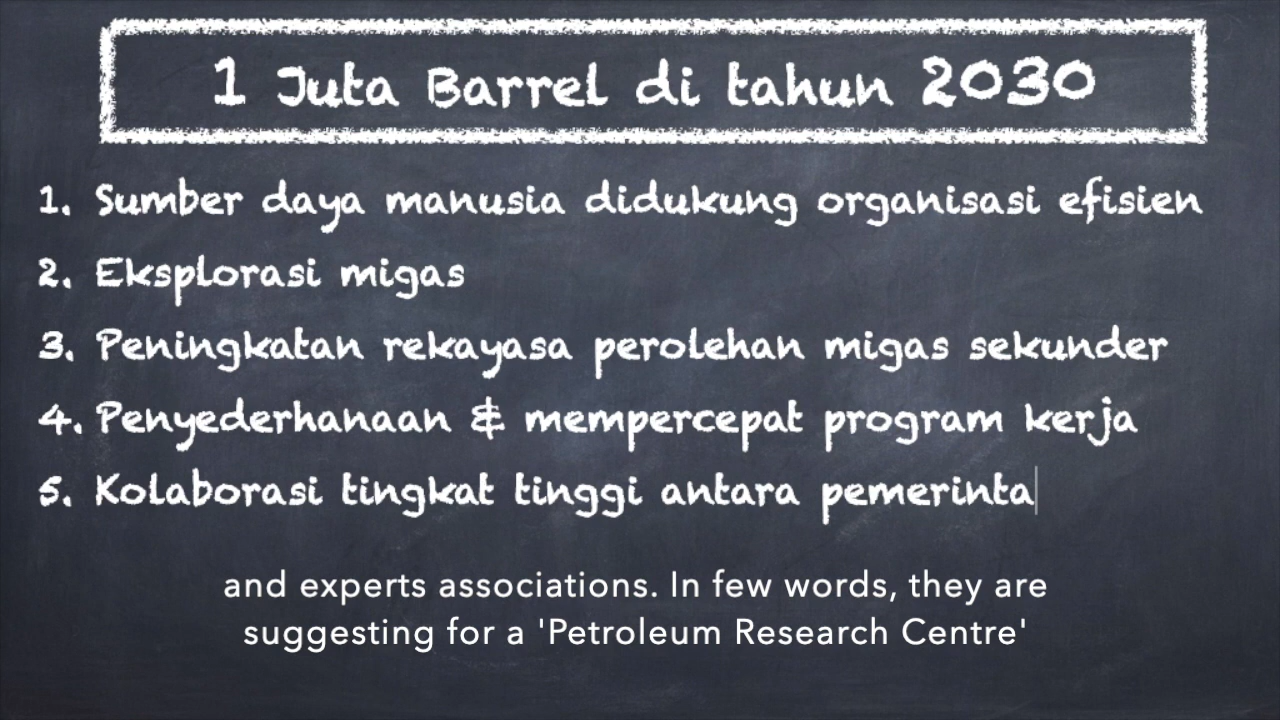 1 Juta Barrel di tahun 2030
1. Sumber daya manusia didukung organisasi efisien
2. Eksplorasi migas
3. Peningkatan rekayasa perolehan migas sekunder
4. Penyederhanaan & mempercepat program kerja
5. Kolaborasi tingkat tinggi antara pemerinta
and experts associations. In few words, they are
suggesting for a 'Petroleum Research Centre'